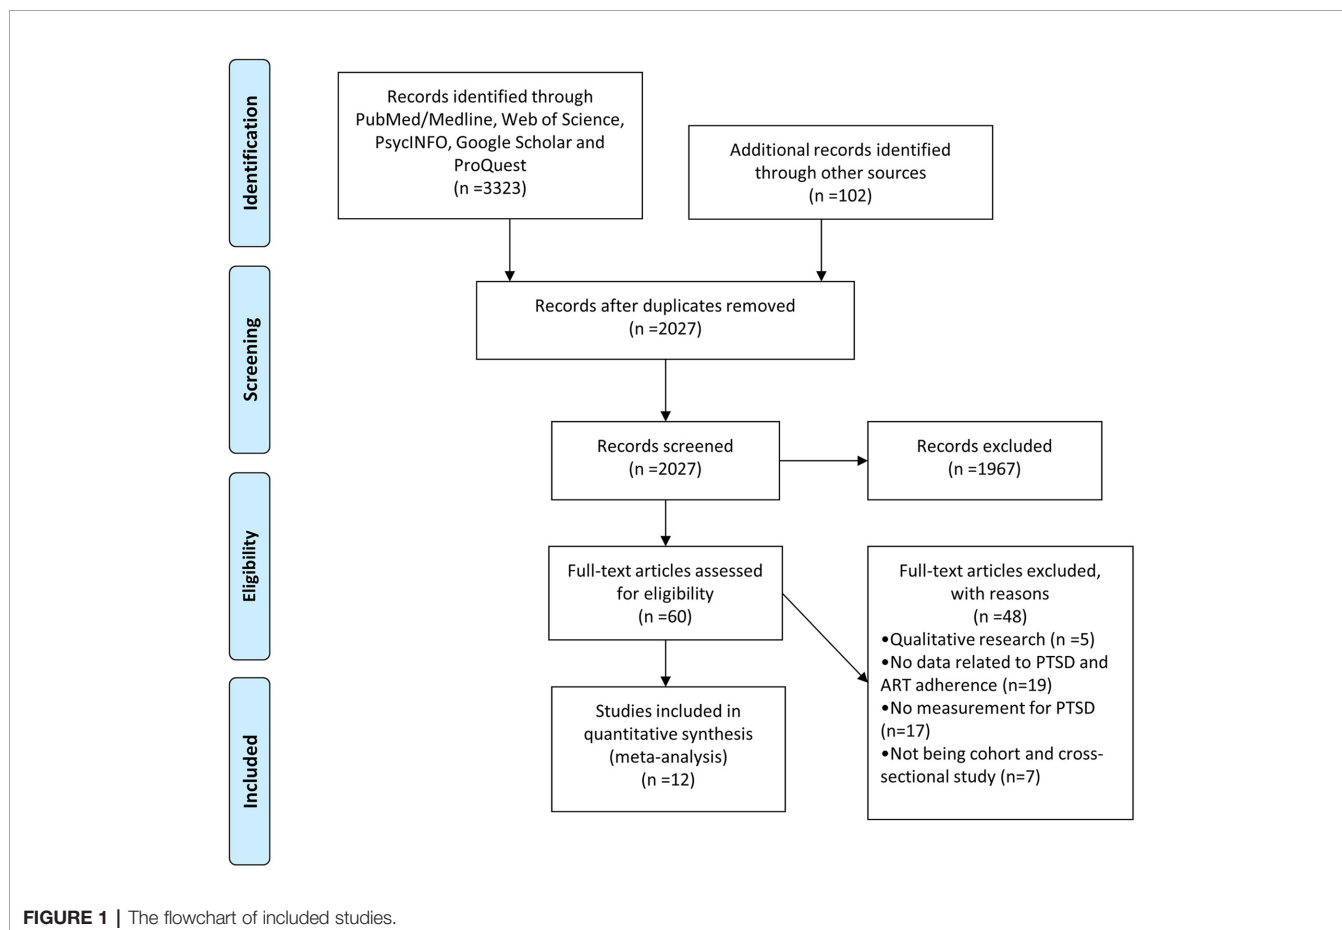 Identification
Records identified through
PubMed/Medline, Web of Science,
PsycINFO, Google Scholar and
ProQuest
(n =3323)
Additional records identified
through other sources
(n =102)
Screening
Records after duplicates removed
(n =2027)
Records screened
(n =2027)
Records excluded
(n =1967)
Eligibility
Full-text articles assessed
for eligibility
(n =60)
Full-text articles excluded,
with reasons
(n =48)
•Qualitative research (n =5)
•No data related to PTSD and
ART adherence (n=19)
•No measurement for PTSD
(n=17)
•Not being cohort and cross-
sectional study (n=7)
Included
Studies included in
quantitative synthesis
(meta-analysis)
(n =12)
FIGURE 1 | The flowchart of included studies.